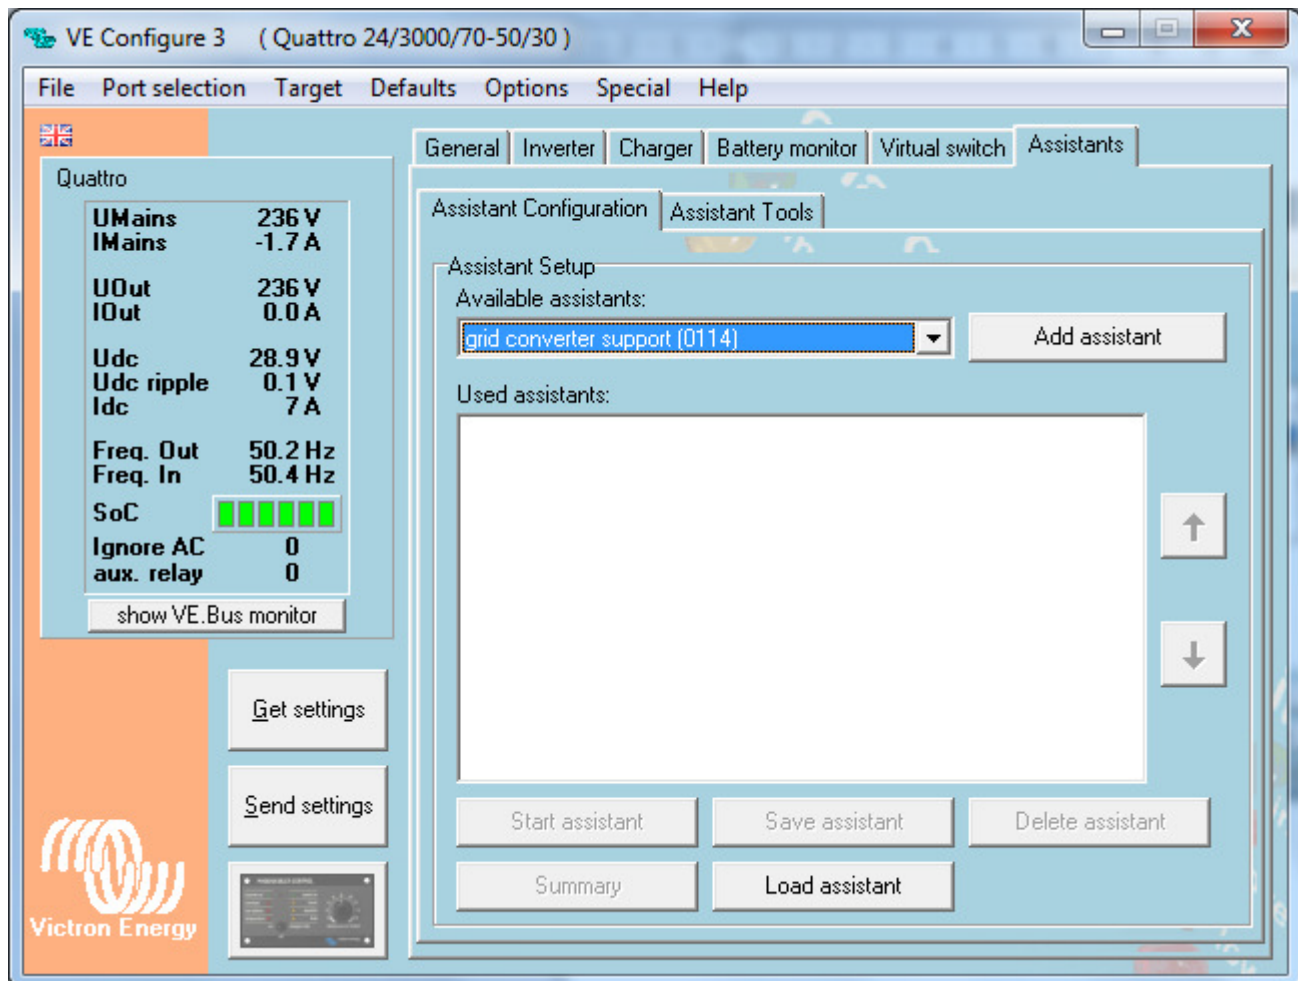 VE Configure 3 ( Quattro 24/3000/70-50/30 )
File Port selection Target Defaults Options Special Help
General Inverter Charger Battery monitor Virtual switch Assistants
Quattro
Assistant Configuration Assistant Tools
UMains 236 V
IMains -1.7 A
UOut 236 V
IOut 0.0 A
Udc 28.9 V
Udc ripple 0.1 V
Idc 7 A
Freq. Out 50.2 Hz
Freq. In 50.4 Hz
SoC
Ignore AC 0
aux. relay 0
show VE.Bus monitor
Get settings
Send settings
Victron Energy
Assistant Setup
Available assistants:
grid converter support (0114)
Add assistant
Used assistants:
Start assistant Save assistant Delete assistant
Summary Load assistant